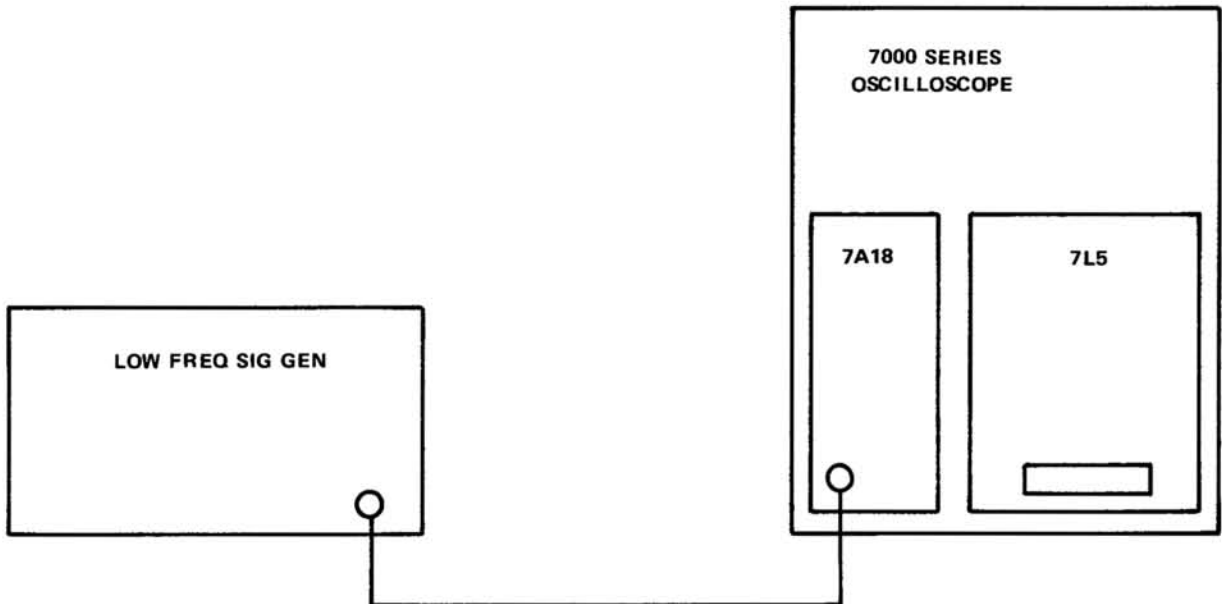 7000 SERIES
OSCILLOSCOPE
7A18
7L5
LOW FREQ SIG GEN